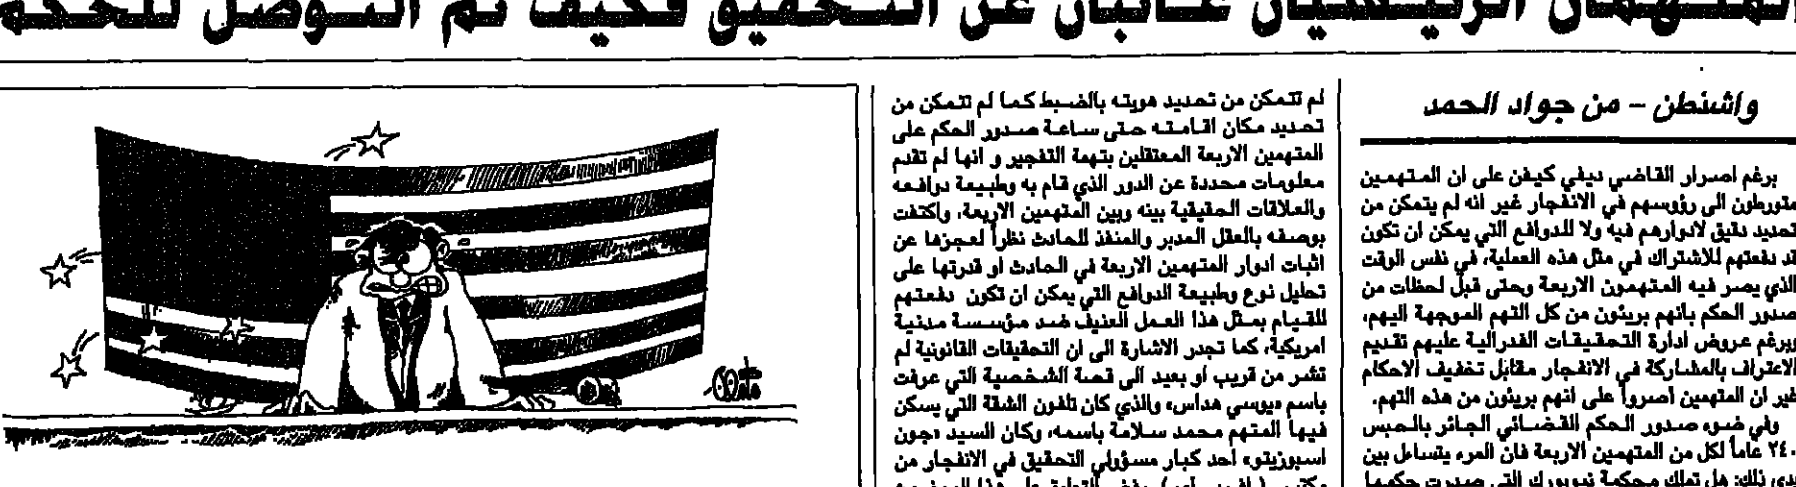 المتهمان الرئيسيان غائبان عن التحقيق فكيف تم التوصل للحكم
واشنطن - من جواد الحمد
برغم اصرار القاضي ديفي كيفن على ان المتهمين
متورطون الى رؤوسهم في الانفجار غير انه لم يتمكن من
تحديد دقيق لادوارهم فيه ولا للدوافع التي يمكن ان تكون
قد دفعتهم للاشتراك في مثل هذه العملية، في نفس الوقت
الذي يصر فيه المتهمون الاربعة وحتى قبل لحظات من
صدور الحكم بانهم بريئون من كل التهم الموجهة اليهم،
وبرغم عروض ادارة التحقيقات الفدرالية عليهم تقديم
الاعتراف بالمشاركة في الانفجار مقابل تخفيف الاحكام
غير ان المتهمين اصروا على انهم بريئون من هذه التهم.
وفي ضوء صدور الحكم القضائي الجائر بالحبس
٢٤٠ عاماً لكل من المتهمين الاربعة فان المرء يتساءل بين
يدي ذلك: هل تملك محكمة نيويورك التي صدرت حكمها
لم تتمكن من تحديد هويته بالضبط كما لم تتمكن من
تحديد مكان اقامته حتى ساعة صدور الحكم على
المتهمين الاربعة المعتقلين بتهمة التفجير و انها لم تقدم
معلومات محددة عن الدور الذي قام به وطبيعة دوافعه
والعلاقات الحقيقية بينه وبين المتهمين الاربعة، واكتفت
بوصفه بالعقل المدبر والمنفذ للحادث نظراً لعجزها عن
اثبات ادوار المتهمين الاربعة في الحادث او قدرتها على
تحليل نوع وطبيعة الدوافع التي يمكن ان تكون دفعتهم
للقيام بمثل هذا العمل العنيف ضد مؤسسة مدنية
امريكية، كما تجدر الاشارة الى ان التحقيقات القانونية لم
تشر من قريب او بعيد الى قصة الشخصية التي عرفت
باسم «يوسي هداس» والذي كان تلفون الشقة التي يسكن
فيها المتهم محمد سلامة باسمه، وكان السيد «جون
اسبوزيتو» احد كبار مسؤولي التحقيق في الانفجار من